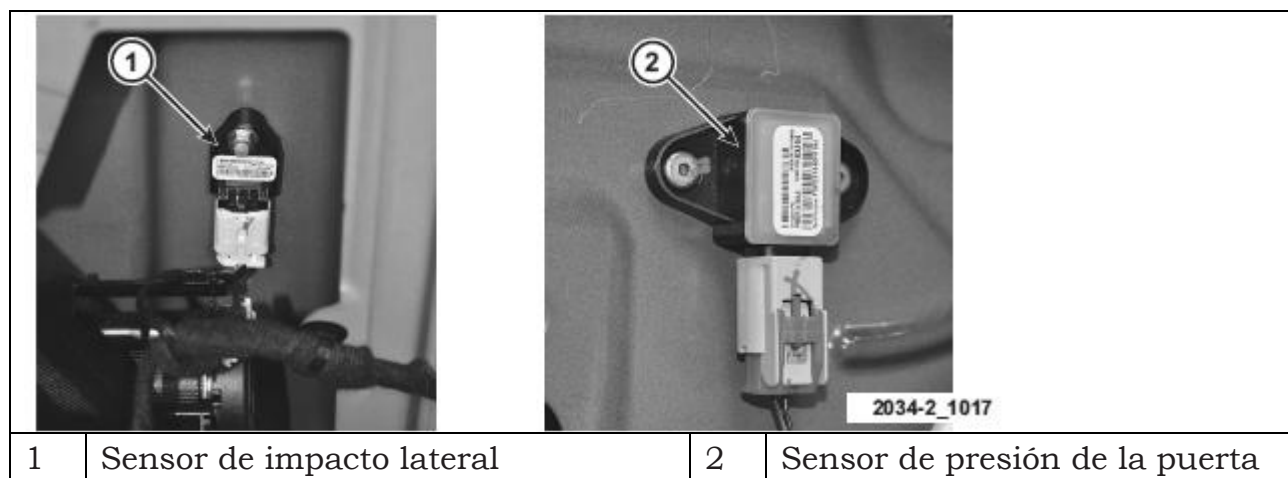 1
2
2034-2_1017
1 Sensor de impacto lateral 2 Sensor de presión de la puerta